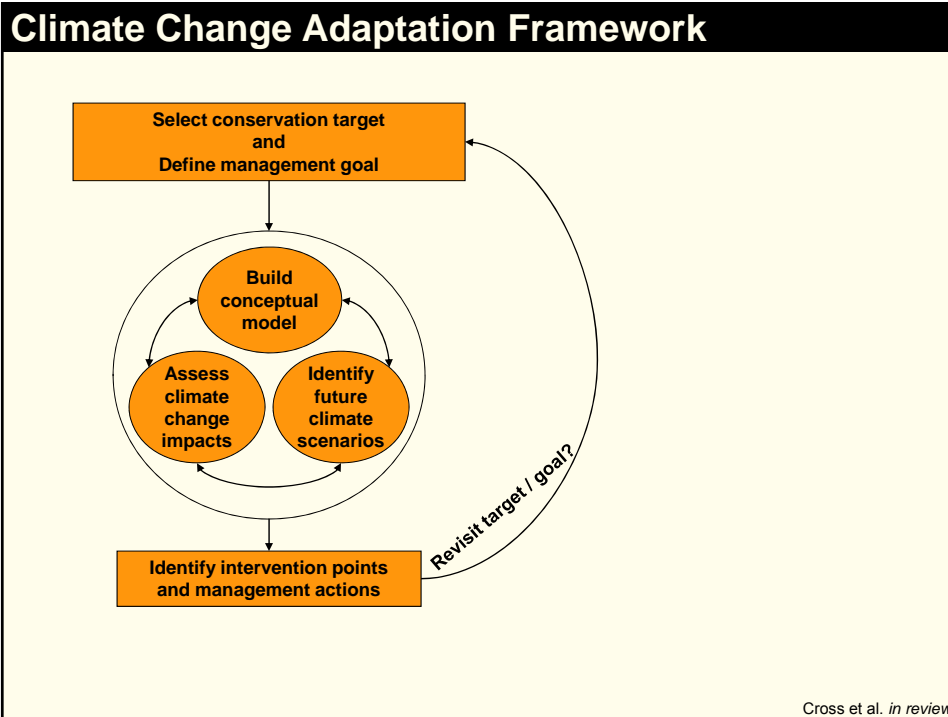 Climate Change Adaptation Framework
Select conservation target
and
Define management goal
Build
conceptual
model
Assess
climate
change
impacts
Identify
future
climate
scenarios
Revisit target / goal?
Identify intervention points
and management actions
Cross et al. in review